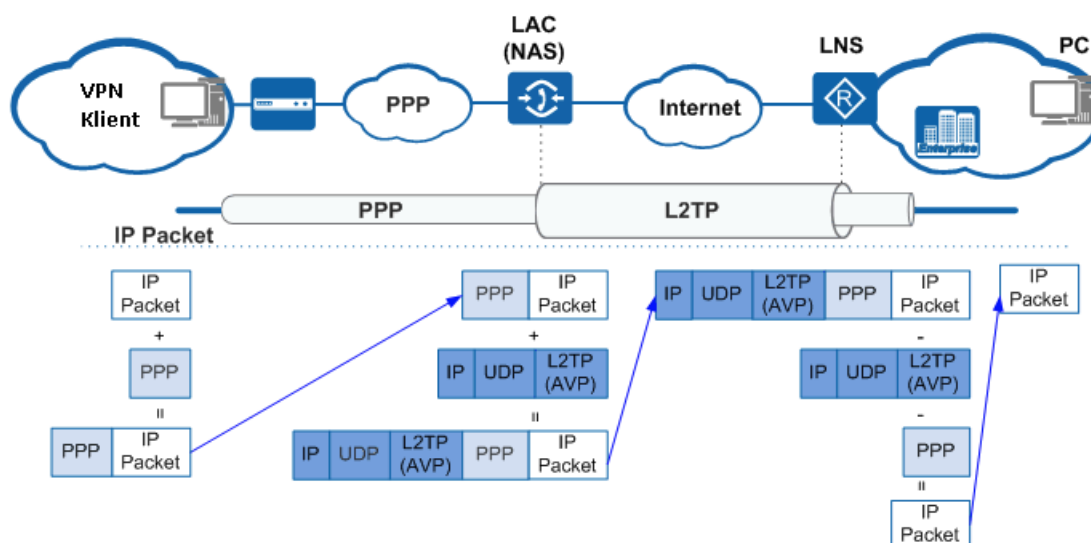 LAC
(NAS)
LNS
PC
VPN
Klient
PPP
Internet
R
Enterprise
PPP
L2TP
IP Packet
IP
Packet
+
PPP
=
PPP
IP
Packet
PPP
IP
Packet
+
IP
UDP
L2TP
(AVP)
=
IP
UDP
L2TP
(AVP)
PPP
IP
Packet
IP
UDP
L2TP
(AVP)
PPP
IP
Packet
-
IP
UDP
L2TP
(AVP)
-
PPP
=
IP
Packet
IP
Packet